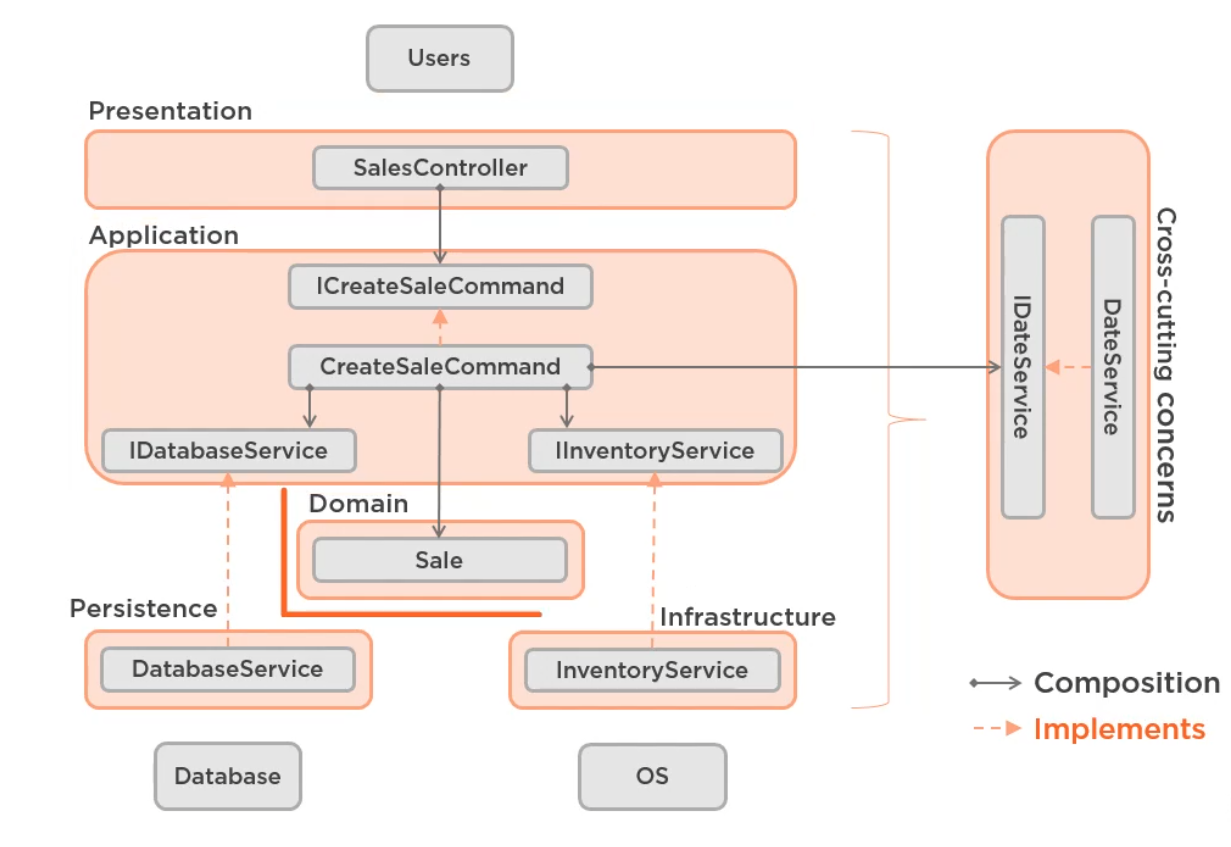 Users
Presentation
SalesController
Application
ICreateSaleCommand
CreateSaleCommand
IDatabaseService
IInventoryService
Domain
Sale
Persistence
Infrastructure
DatabaseService
InventoryService
Database
OS
IDateService
DateService
Cross-cutting concerns
Composition
Implements